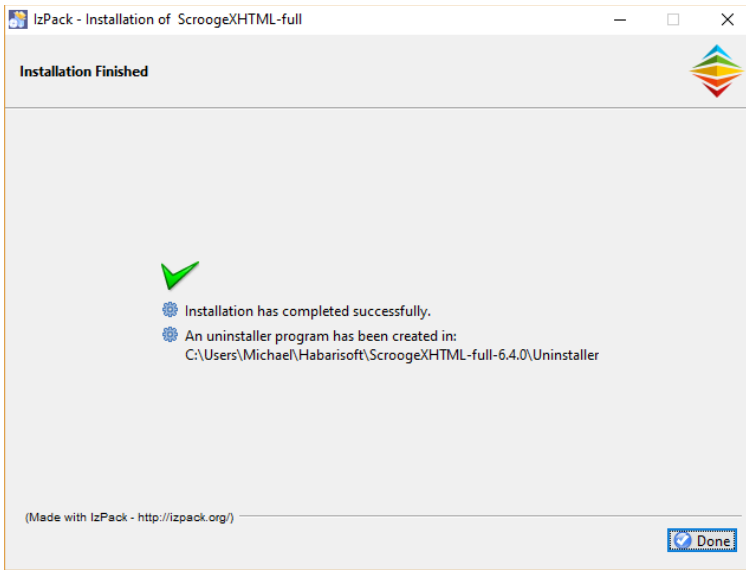 IzPack - Installation of ScroogeXHTML-full
Installation Finished
Installation has completed successfully.
An uninstaller program has been created in:
C:\Users\Michael\Habarisoft\ScroogeXHTML-full-6.4.0\Uninstaller
(Made with IzPack - http://izpack.org/)
Done